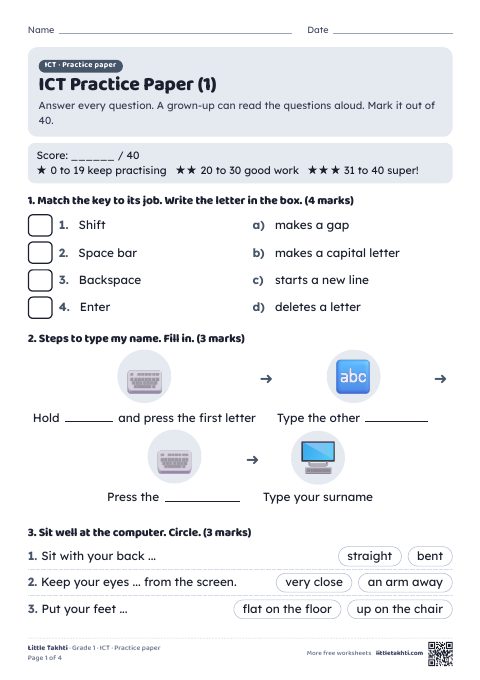 Name
Date
ICT · Practice paper
ICT Practice Paper (1)
Answer every question. A grown-up can read the questions aloud. Mark it out of
40.
Score: ______ / 40
★ 0 to 19 keep practising ★★ 20 to 30 good work ★★★ 31 to 40 super!
1. Match the key to its job. Write the letter in the box. (4 marks)
1. Shift a) makes a gap
2. Space bar b) makes a capital letter
3. Backspace c) starts a new line
4. Enter d) deletes a letter
2. Steps to type my name. Fill in. (3 marks)
→ abc →
Hold ______ and press the first letter Type the other ______
→
Press the ______ Type your surname
3. Sit well at the computer. Circle. (3 marks)
1. Sit with your back ... straight bent
2. Keep your eyes ... from the screen. very close an arm away
3. Put your feet ... flat on the floor up on the chair
Little Takhti · Grade 1 · ICT · Practice paper
Page 1 of 4
More free worksheets littletakhti.com